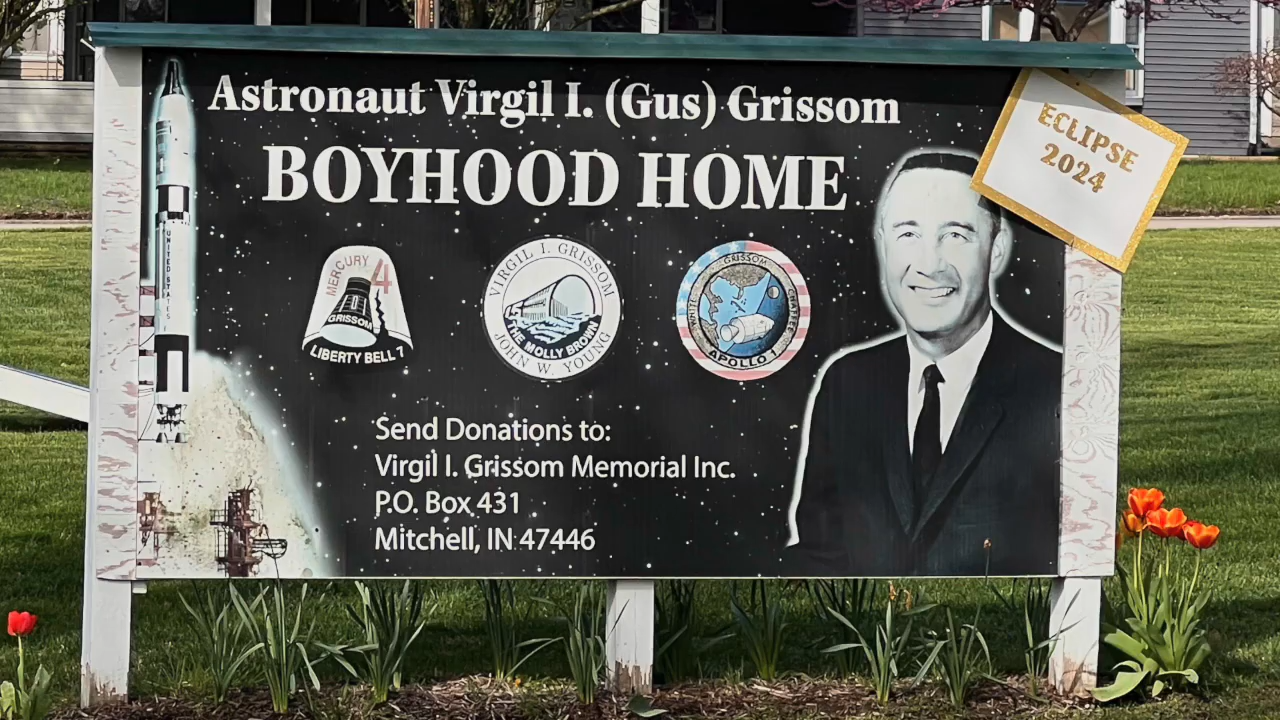 Astronaut Virgil I. (Gus) Grissom
BOYHOOD HOME
ECLIPSE
2024
UNITED STATES
MERCURY 4
GRISSOM
LIBERTY BELL 7
VIRGIL I. GRISSOM
THE MOLLY BROWN
JOHN W. YOUNG
GRISSOM
WHITE
CHAFFEE
APOLLO 1
Send Donations to:
Virgil I. Grissom Memorial Inc.
P.O. Box 431
Mitchell, IN 47446